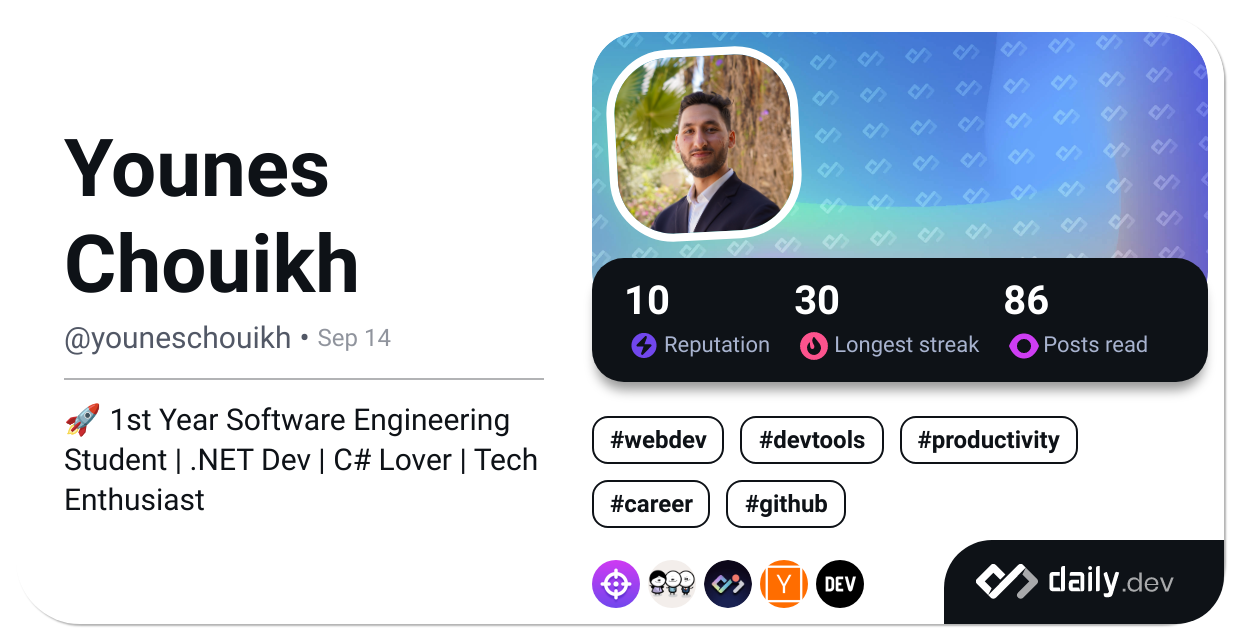 Younes
Chouikh
@youneschouikh • Sep 14
🚀 1st Year Software Engineering
Student | .NET Dev | C# Lover | Tech
Enthusiast
10 30 86
Reputation Longest streak Posts read
#webdev #devtools #productivity
#career #github
Y DEV
daily.dev